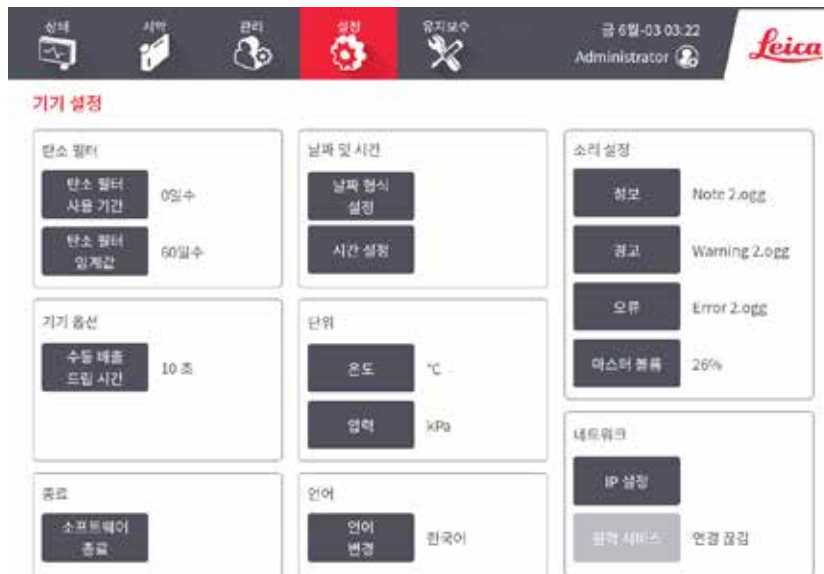 상태 시약 관리 설정 유지보수
금 6월-03 03:22
Administrator
Leica
기기 설정
탄소 필터
탄소 필터
사용 기간
0일수
탄소 필터
임계값
60일수
날짜 및 시간
날짜 형식
설정
시간 설정
소리 설정
정보
Note 2.ogg
경고
Warning 2.ogg
오류
Error 2.ogg
마스터 볼륨
26%
기기 옵션
수동 배출
드립 시간
10 초
단위
온도
°C
압력
kPa
네트워크
IP 설정
원격 서비스
연결 끊김
종료
소프트웨어
종료
언어
언어
변경
한국어